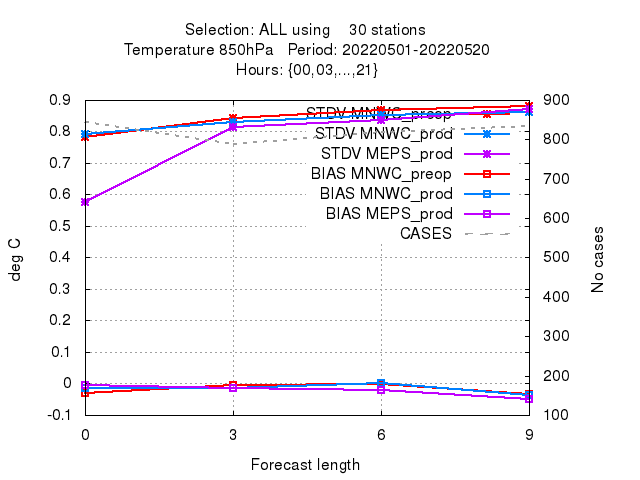 Selection: ALL using 30 stations
Temperature 850hPa Period: 20220501-20220520
Hours: {00,03,...,21}
0.9
0.8
0.7
0.6
0.5
0.4
0.3
0.2
0.1
0
-0.1
deg C
STDV MNWC_preop
STDV MNWC_prod
STDV MEPS_prod
BIAS MNWC_preop
BIAS MNWC_prod
BIAS MEPS_prod
CASES
900
800
700
600
500
400
300
200
100
No cases
0 3 6 9
Forecast length